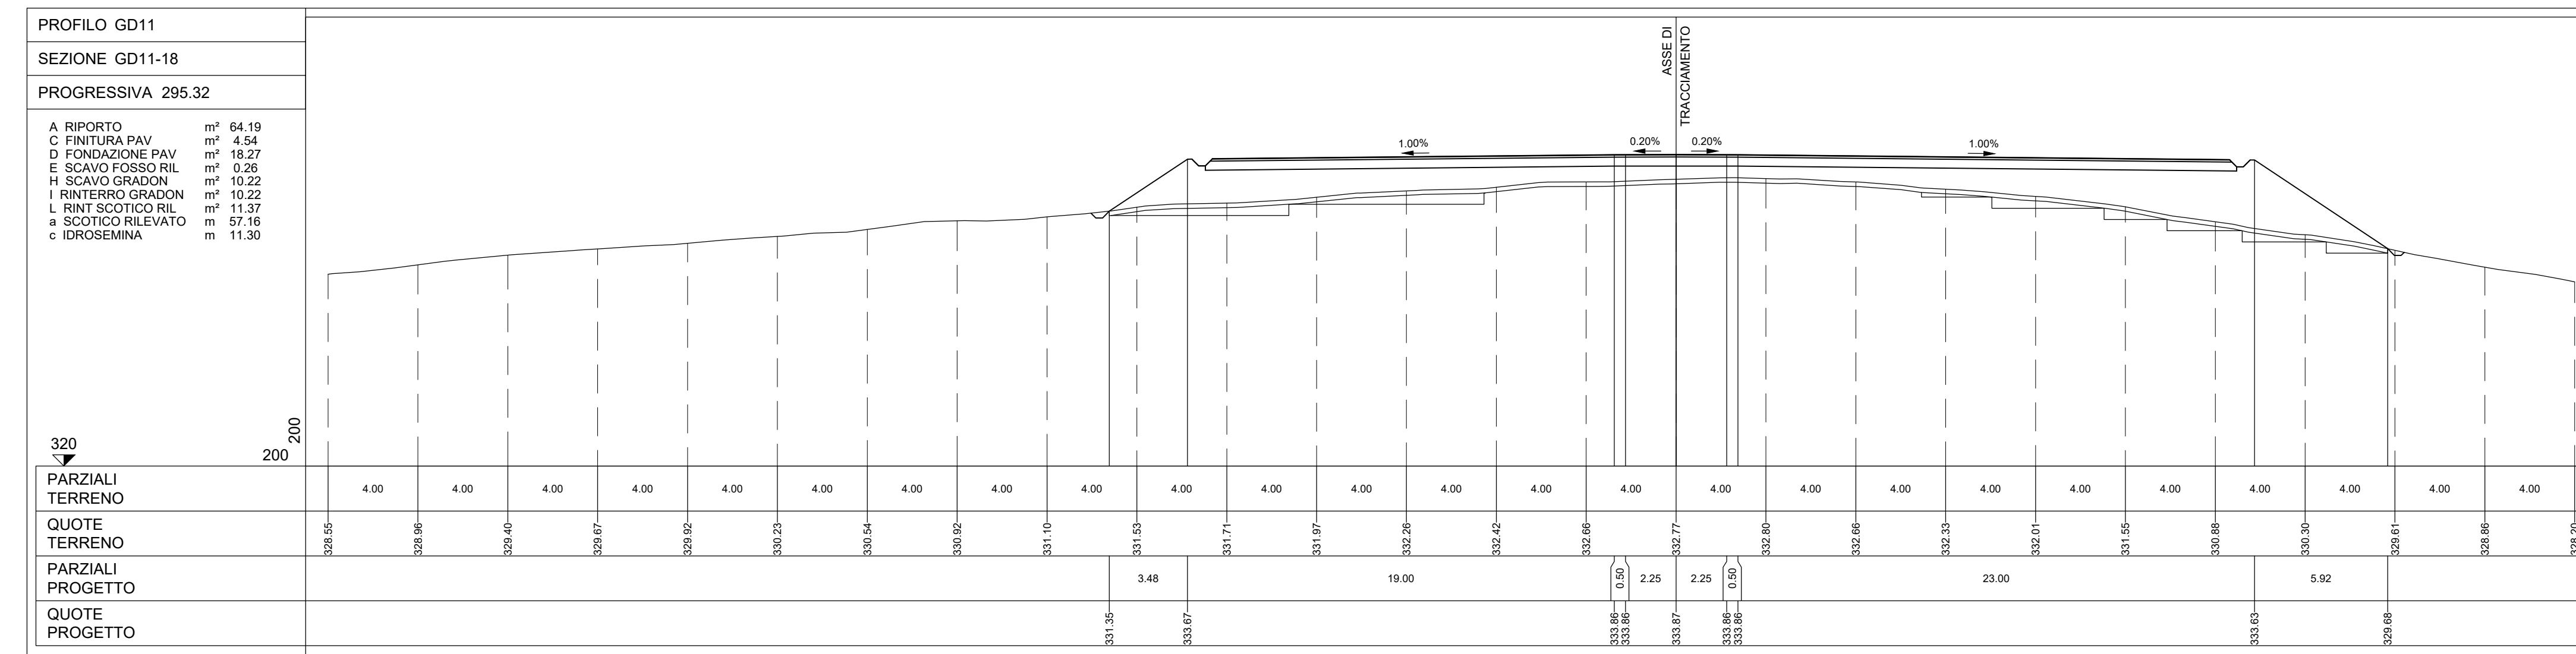 PROFILO GD11
SEZIONE GD11-18
PROGRESSIVA 295.32
A RIPORTO m² 64.19
C FINITURA PAV m² 4.54
D FONDAZIONE PAV m² 18.27
E SCAVO FOSSO RIL m² 0.26
H SCAVO GRADON m² 10.22
I RINTERRO GRADON m² 10.22
L RINT SCOTICO RIL m² 11.37
a SCOTICO RILEVATO m 57.16
c IDROSEMINA m 11.30
ASSE DI
TRACCIAMENTO
1.00% 0.20% 0.20% 1.00%
320
200
200
PARZIALI
TERRENO
4.00 4.00 4.00 4.00 4.00 4.00 4.00 4.00 4.00 4.00 4.00 4.00 4.00 4.00 4.00 4.00 4.00 4.00 4.00 4.00 4.00 4.00 4.00 4.00 4.00
QUOTE
TERRENO
328.55 328.96 329.40 329.67 329.92 330.23 330.54 330.92 331.10 331.53 331.71 331.97 332.26 332.42 332.66 332.77 332.80 332.66 332.33 332.01 331.55 330.88 330.30 329.61 328.86
PARZIALI
PROGETTO
3.48 19.00 0.50 2.25 2.25 0.50 23.00 5.92
QUOTE
PROGETTO
331.35 333.67 333.86 333.86 333.87 333.86 333.86 333.63 329.68